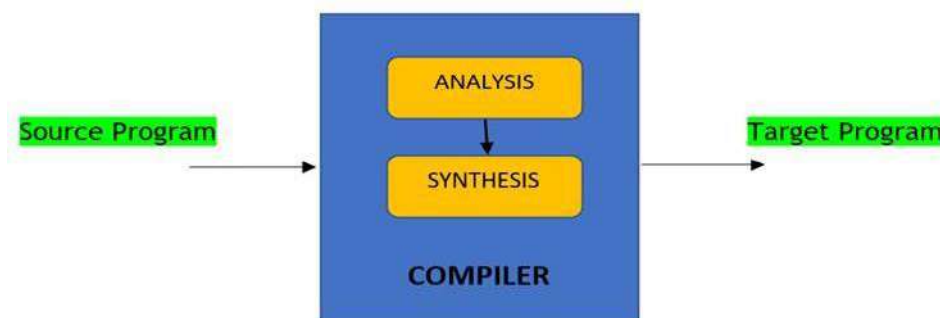 ANALYSIS
Source Program
Target Program
SYNTHESIS
COMPILER